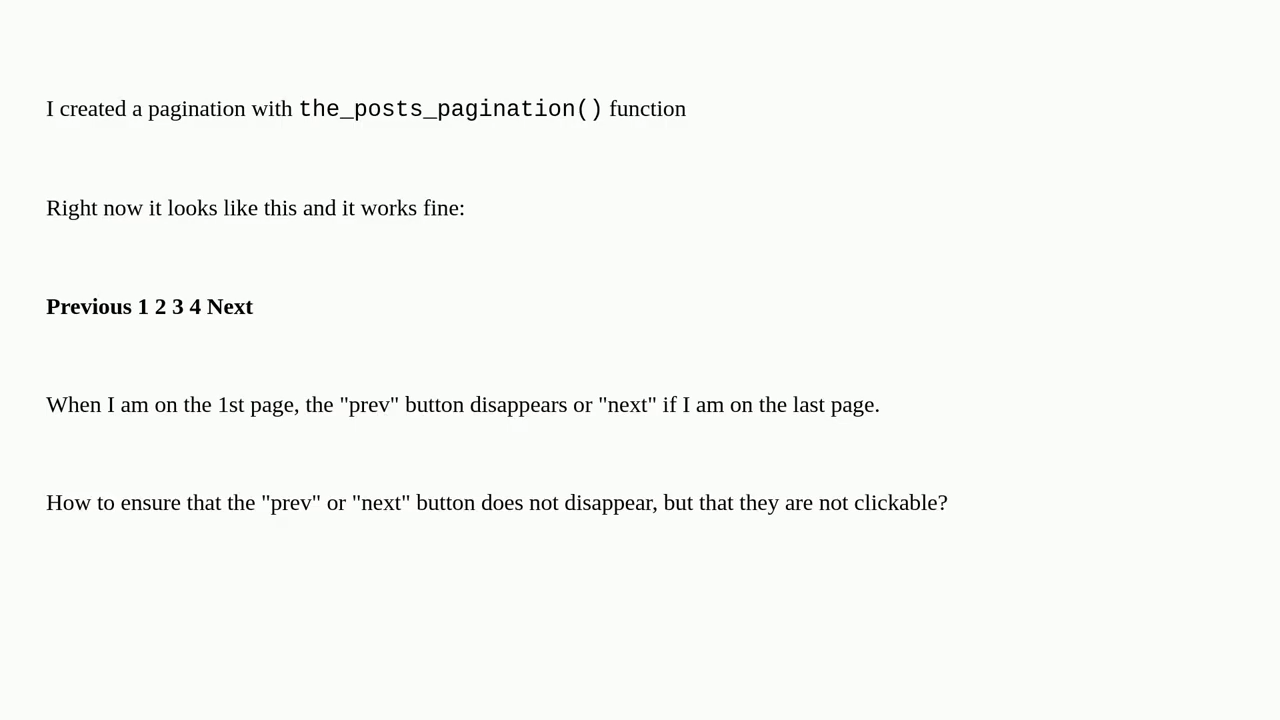 I created a pagination with the_posts_pagination() function
Right now it looks like this and it works fine:
Previous 1 2 3 4 Next
When I am on the 1st page, the "prev" button disappears or "next" if I am on the last page.
How to ensure that the "prev" or "next" button does not disappear, but that they are not clickable?